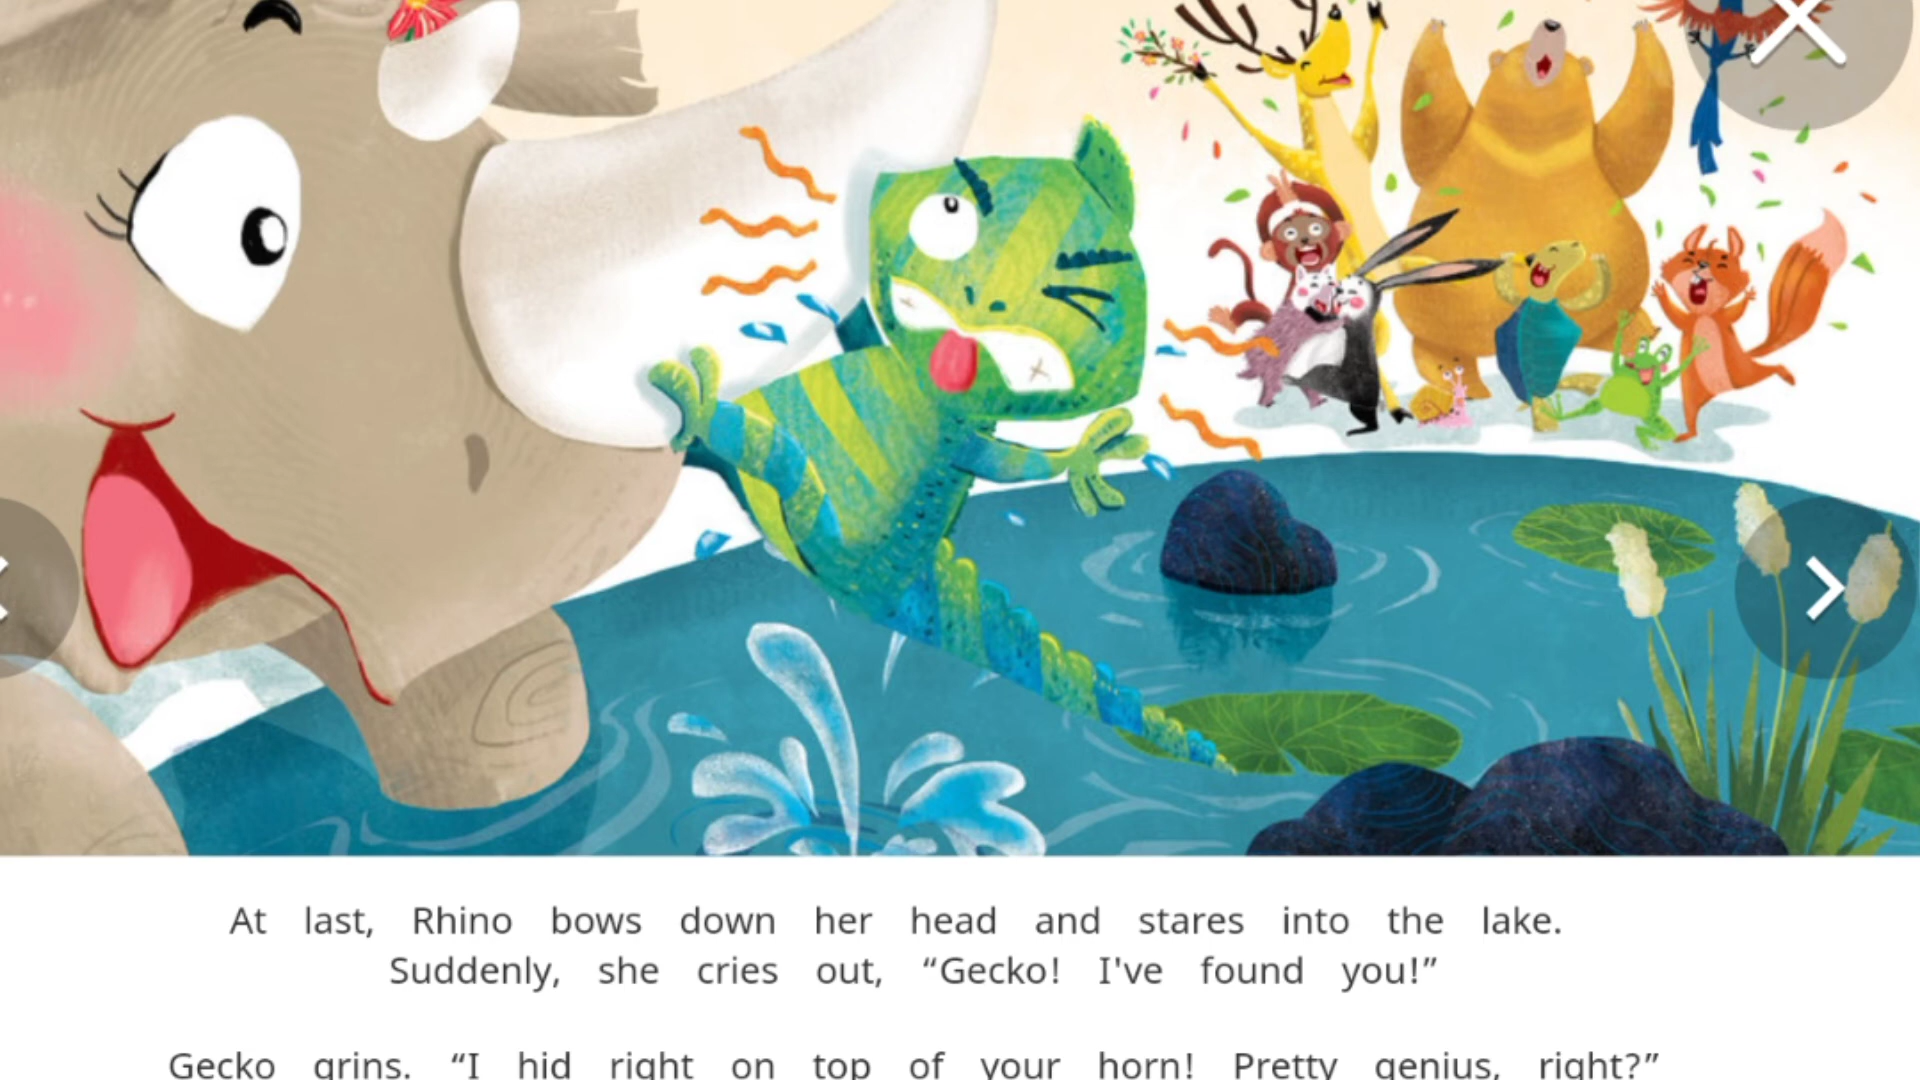 At last, Rhino bows down her head and stares into the lake.
Suddenly, she cries out, “Gecko! I've found you!”
Gecko grins. “I hid right on top of your horn! Pretty genius, right?”